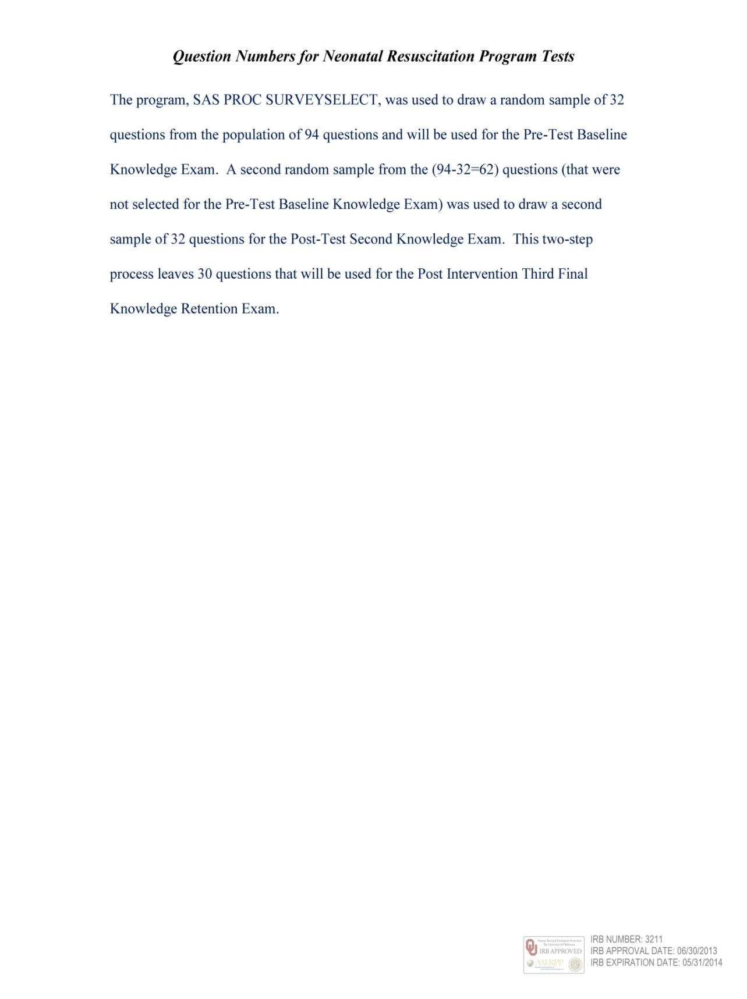 Question Numbers for Neonatal Resuscitation Program Tests
The program, SAS PROC SURVEYSELECT, was used to draw a random sample of 32
questions from the population of 94 questions and will be used for the Pre-Test Baseline
Knowledge Exam.  A second random sample from the (94-32=62) questions (that were
not selected for the Pre-Test Baseline Knowledge Exam) was used to draw a second
sample of 32 questions for the Post-Test Second Knowledge Exam.  This two-step
process leaves 30 questions that will be used for the Post Intervention Third Final
Knowledge Retention Exam.
Human Research Participant Protection
The University of Oklahoma
IRB APPROVED
AAHRPP
IRB NUMBER: 3211
IRB APPROVAL DATE: 06/30/2013
IRB EXPIRATION DATE: 05/31/2014